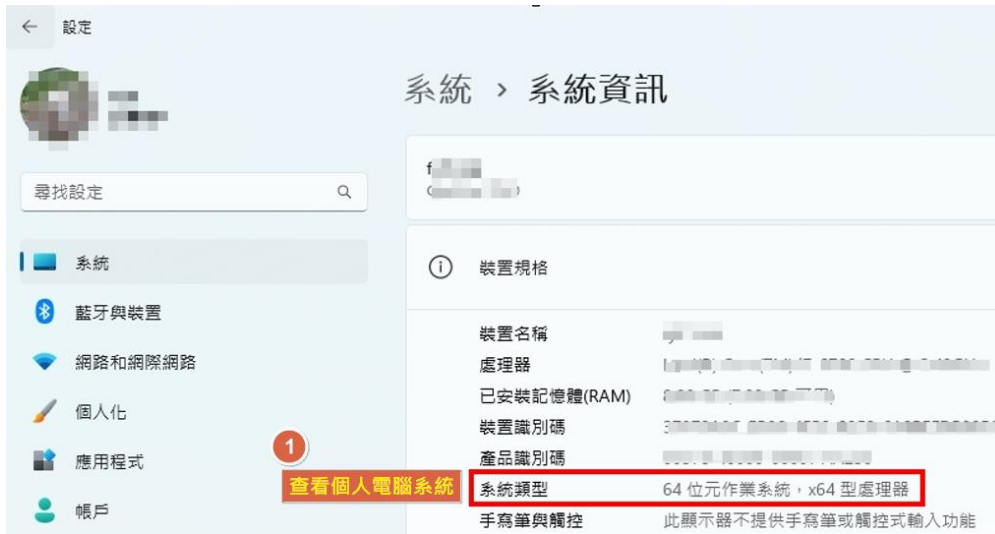 設定
系統 > 系統資訊
尋找設定
系統
藍牙與裝置
網路和網際網路
個人化
應用程式
帳戶
裝置規格
裝置名稱
處理器
已安裝記憶體(RAM)
裝置識別碼
產品識別碼
1
查看個人電腦系統
系統類型 64 位元作業系統，x64 型處理器
手寫筆與觸控 此顯示器不提供手寫筆或觸控式輸入功能